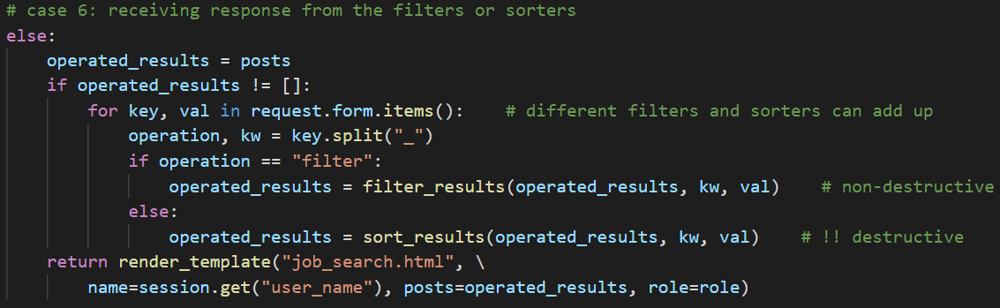 # case 6: receiving response from the filters or sorters
else:
    operated_results = posts
    if operated_results != []:
        for key, val in request.form.items():    # different filters and sorters can add up
            operation, kw = key.split("_")
            if operation == "filter":
                operated_results = filter_results(operated_results, kw, val)    # non-destructive
            else:
                operated_results = sort_results(operated_results, kw, val)    # !! destructive
    return render_template("job_search.html", \
        name=session.get("user_name"), posts=operated_results, role=role)